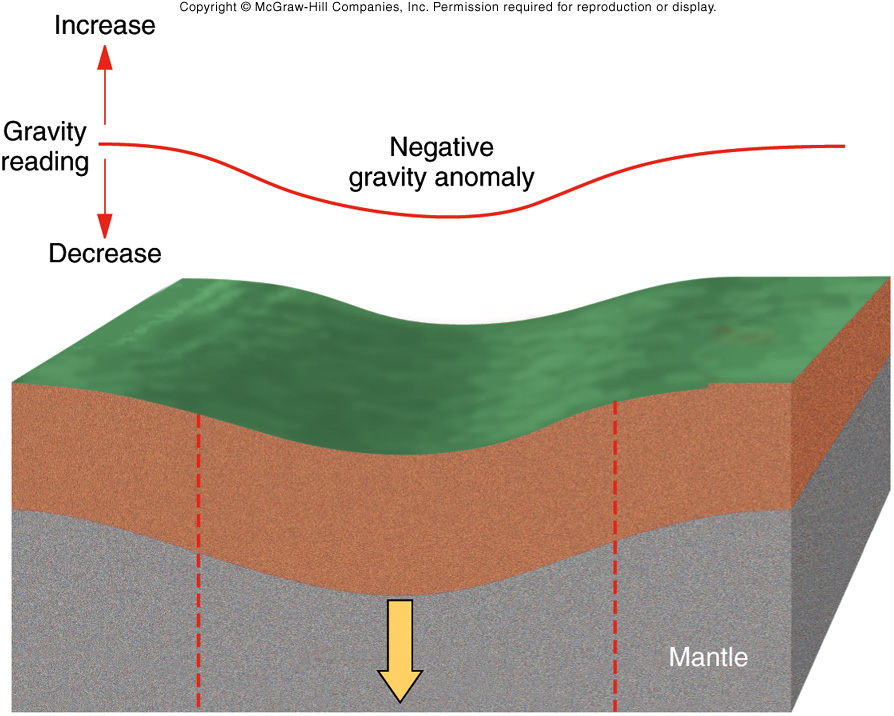 Copyright © McGraw-Hill Companies, Inc. Permission required for reproduction or display.
Increase
Gravity
reading
Negative
gravity anomaly
Decrease
Mantle